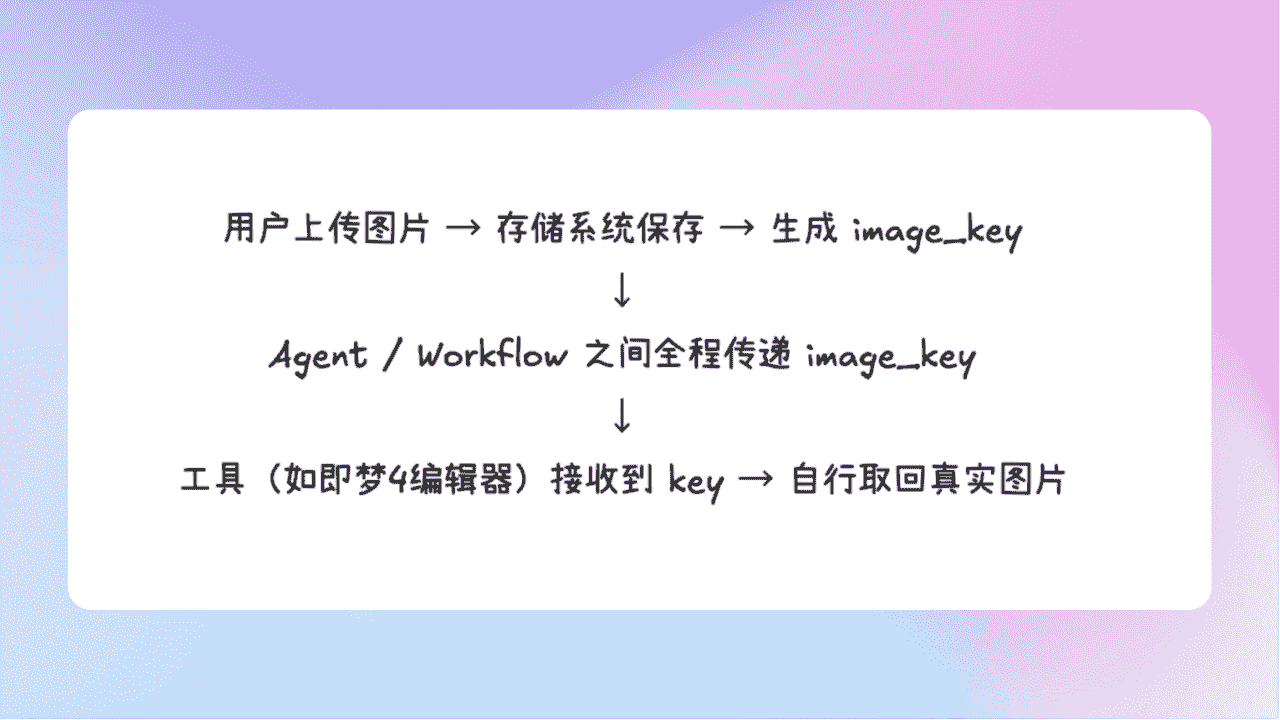 用户上传图片 → 存储系统保存 → 生成 image_key
↓
Agent / Workflow 之间全程传递 image_key
↓
工具（如即梦4编辑器）接收到 key → 自行取回真实图片